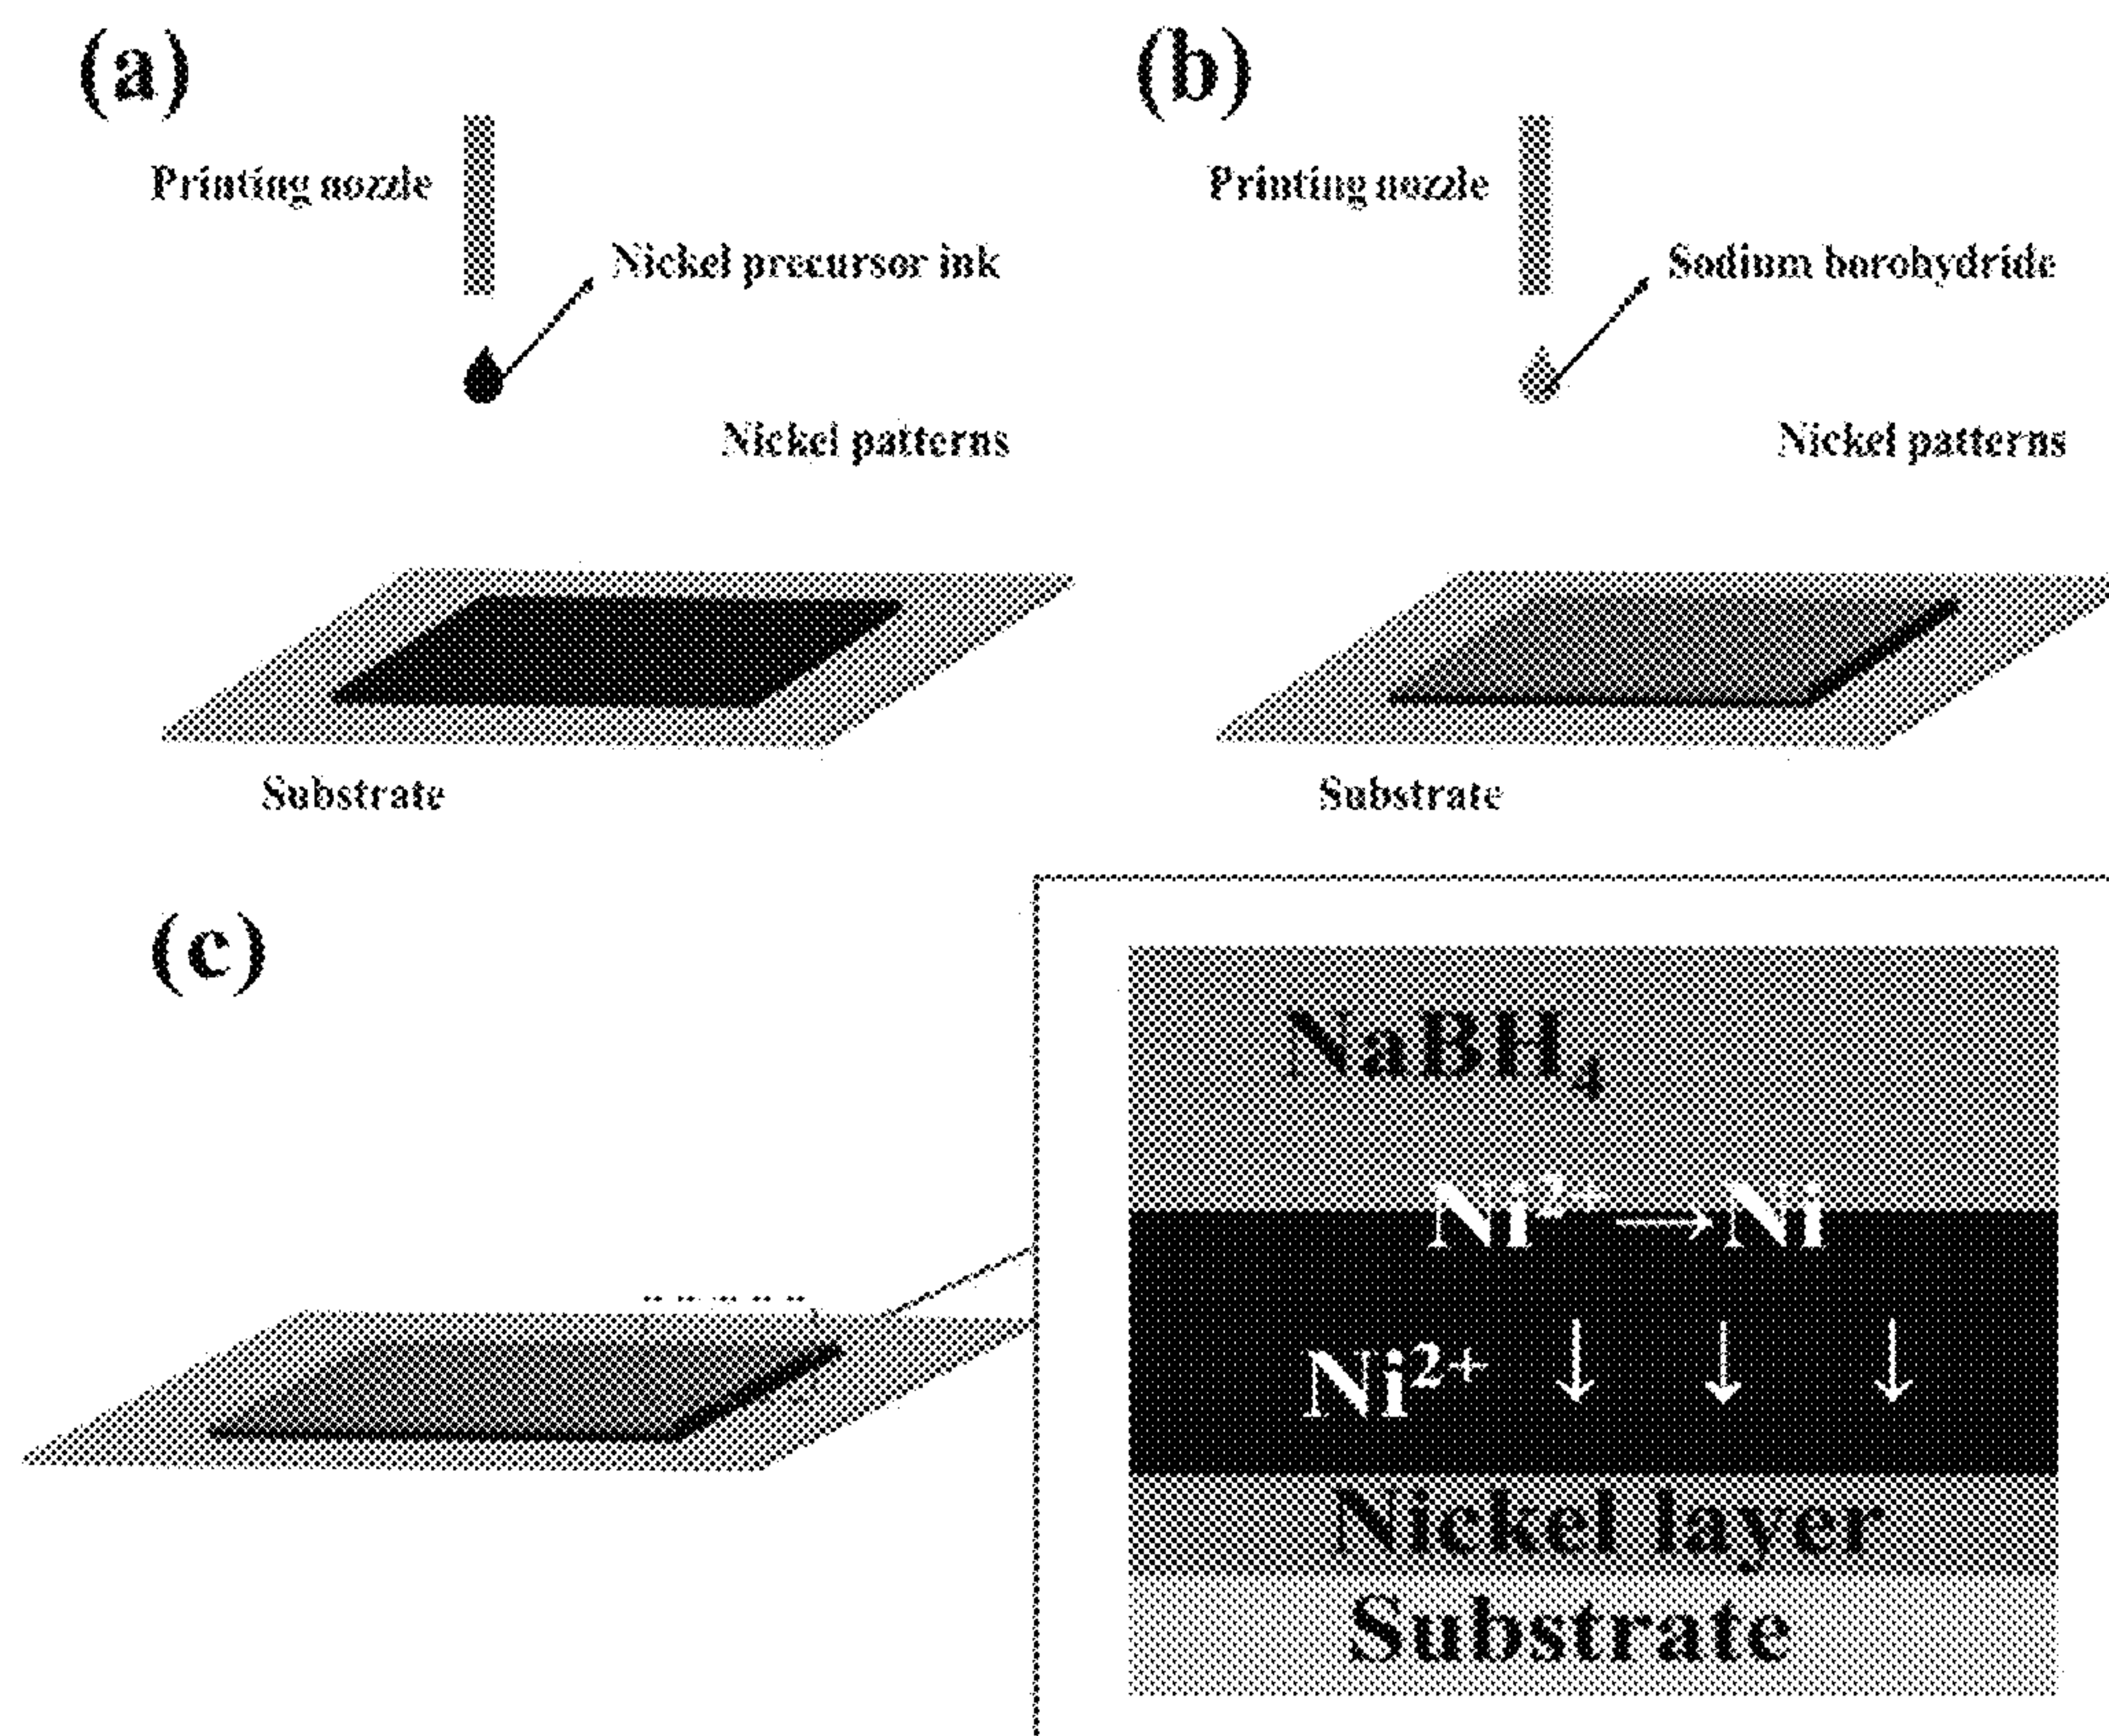 (a)
Printing nozzle
Nickel precursor ink
Nickel patterns
Substrate
(b)
Printing nozzle
Sodium borohydride
Nickel patterns
Substrate
(c)
NaBH₄
Ni²⁺→Ni
Ni²⁺ ↓ ↓ ↓
Nickel layer
Substrate